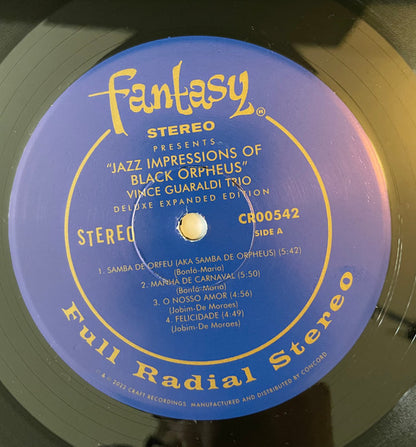 fantasy®
STEREO
PRESENTS
"JAZZ IMPRESSIONS OF
BLACK ORPHEUS"
VINCE GUARALDI TRIO
DELUXE EXPANDED EDITION
STEREO
CR00542
SIDE A
1. SAMBA DE ORFEU (AKA SAMBA DE ORPHEUS) (5:42)
(Bonfá-Maria)
2. MANHA DE CARNAVAL (5:50)
(Bonfá-Maria)
3. O NOSSO AMOR (4:56)
(Jobim-De Moraes)
4. FELICIDADE (4:49)
(Jobim-De Moraes)
Full Radial Stereo
2022 CRAFT RECORDINGS MANUFACTURED AND DISTRIBUTED BY CONCORD.